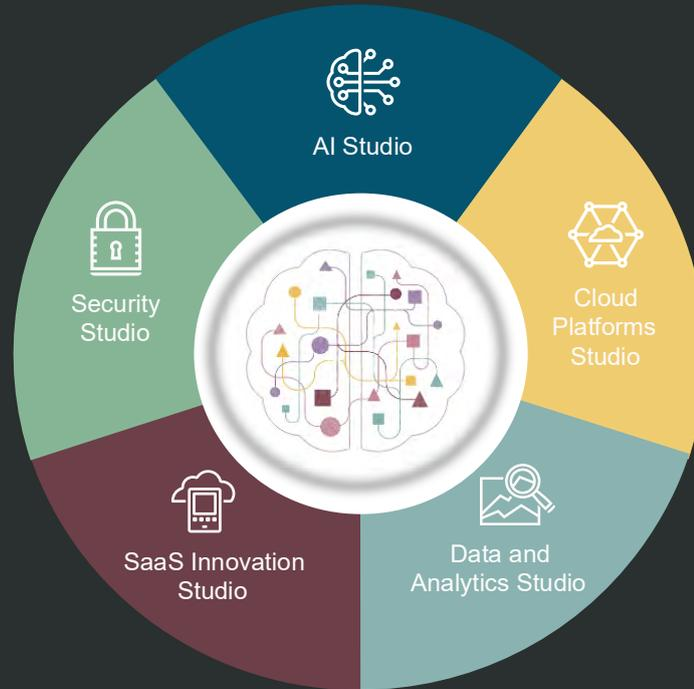 AI Studio
Cloud
Platforms
Studio
Data and
Analytics Studio
SaaS Innovation
Studio
Security
Studio